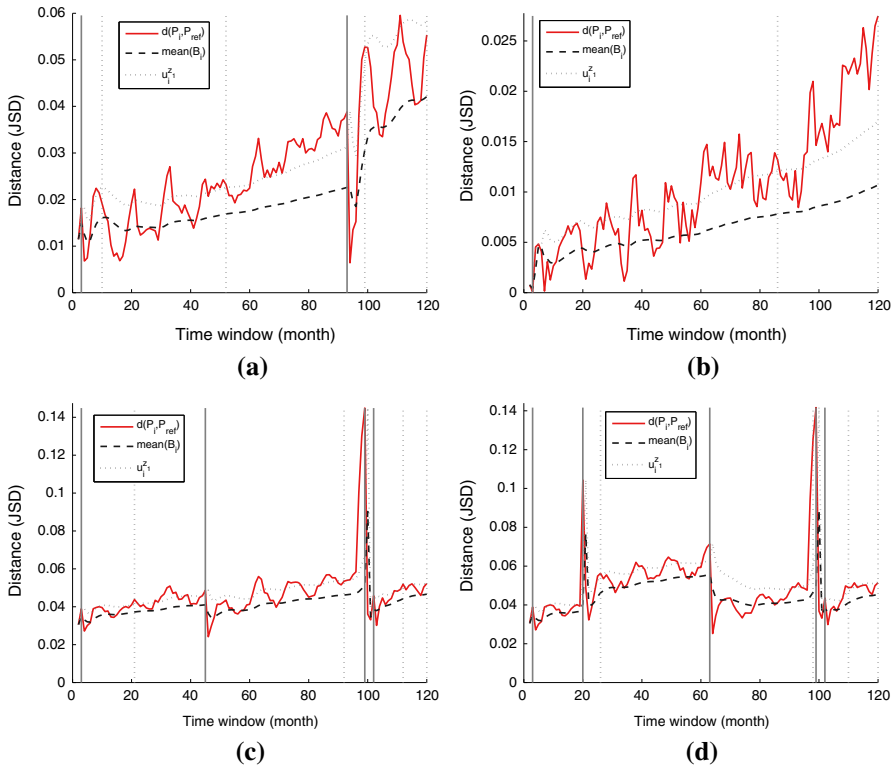 0.06
0.05
0.04
0.03
0.02
0.01
0
Distance (JSD)
d(P_i,P_ref)
mean(B_i)
u_i^z_1
0 20 40 60 80 100 120
Time window (month)
(a)
0.025
0.02
0.015
0.01
0.005
0
Distance (JSD)
d(P_i,P_ref)
mean(B_i)
u_i^z_1
0 20 40 60 80 100 120
Time window (month)
(b)
0.14
0.12
0.1
0.08
0.06
0.04
0.02
0
Distance (JSD)
d(P_i,P_ref)
mean(B_i)
u_i^z_1
0 20 40 60 80 100 120
Time window (month)
(c)
0.14
0.12
0.1
0.08
0.06
0.04
0.02
0
Distance (JSD)
d(P_i,P_ref)
mean(B_i)
u_i^z_1
0 20 40 60 80 100 120
Time window (month)
(d)